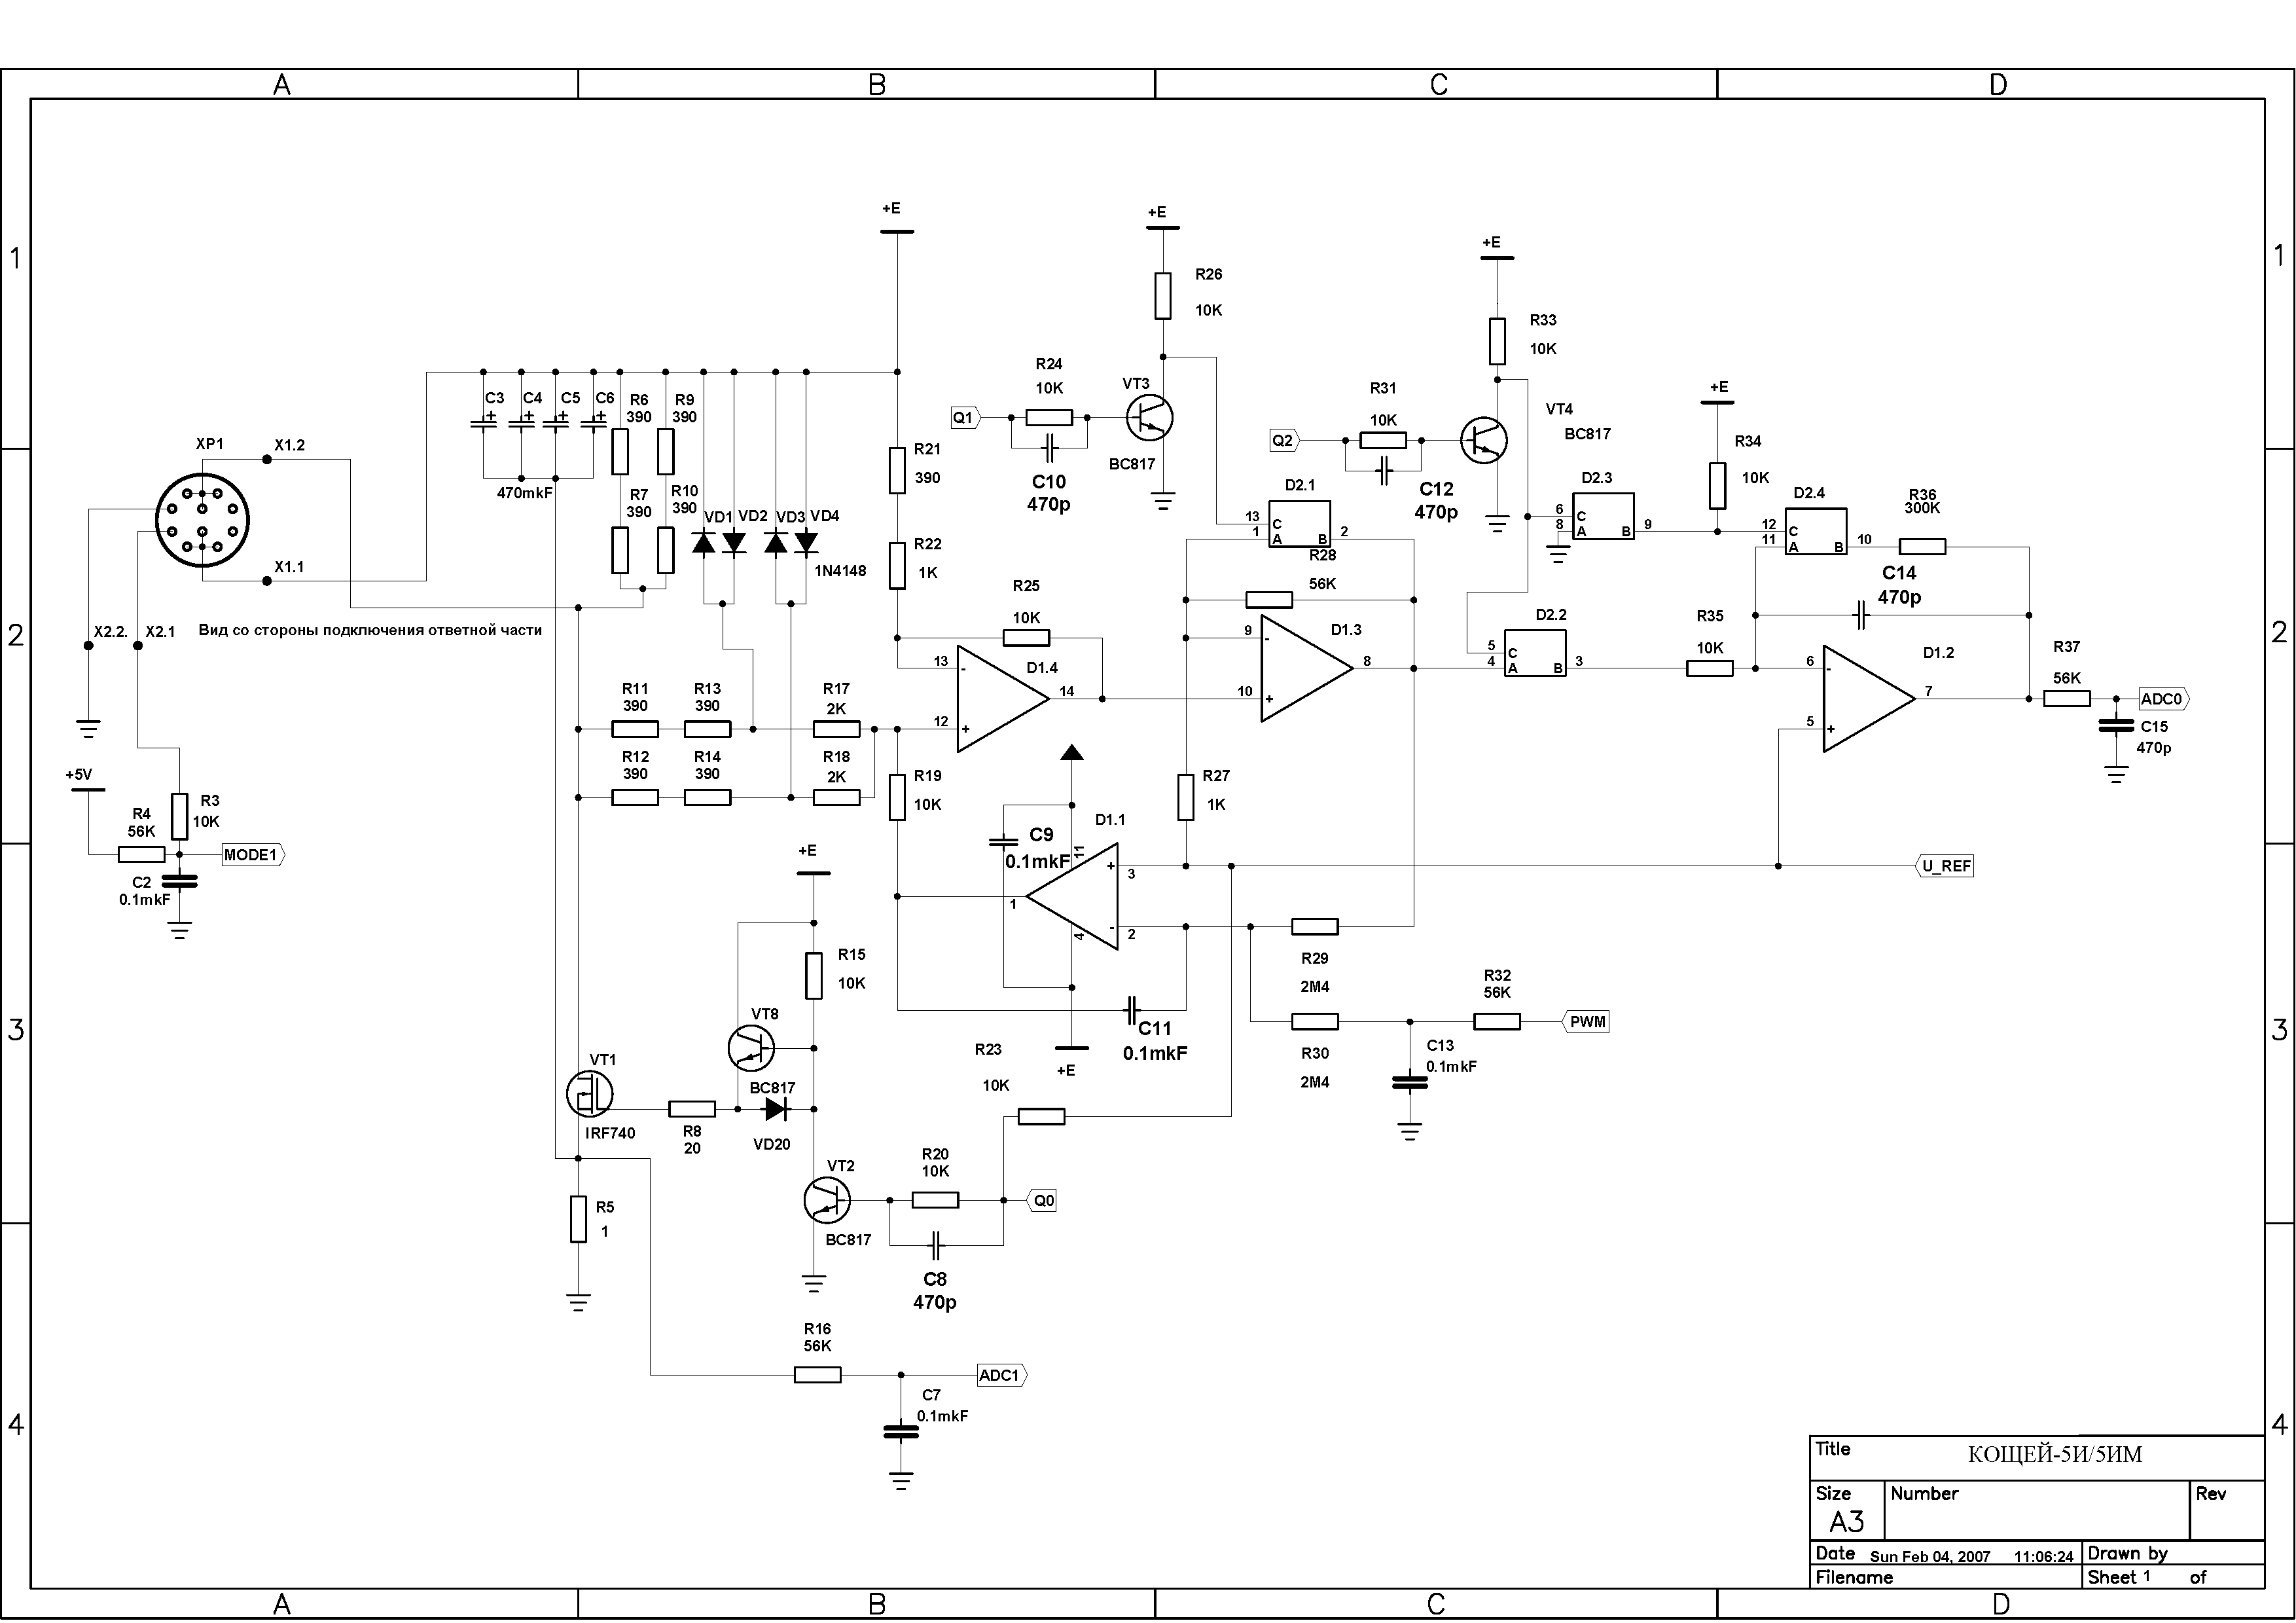 A B C D
1 1
2 2
3 3
4 4
A B C D
+E
+E
+E
+E
R26
10K
R33
10K
R24
10K
VT3
Q1
BC817
C10
470p
R31
10K
Q2
VT4
BC817
C12
470p
R34
10K
C3 C4 C5 C6
+ + + +
470mkF
R6
390
R9
390
R7
390
R10
390
VD1 VD2 VD3 VD4
1N4148
R21
390
R22
1K
XP1
X1.2
X1.1
X2.2. X2.1
Вид со стороны подключения ответной части
D2.1
13 C
1 A B 2
R28
56K
D2.3
6 C
8 A B 9
D2.4
12 C
11 A B 10
R36
300K
C14
470p
R25
10K
13 -
D1.4
14
12 +
9 -
D1.3
8
10 +
D2.2
5 C
4 A B 3
R35
10K
6 -
D1.2
7
5 +
R37
56K
ADC0
C15
470p
R11
390
R13
390
R17
2K
R12
390
R14
390
R18
2K
R19
10K
R27
1K
+5V
R4
56K
R3
10K
MODE1
C2
0.1mkF
C9
0.1mkF
D1.1
11
+ 3
1
- 2
4
U_REF
+E
R15
10K
C11
0.1mkF
+E
R29
2M4
R30
2M4
R32
56K
PWM
C13
0.1mkF
R23
10K
VT8
BC817
VD20
VT1
IRF740
R8
20
VT2
BC817
R20
10K
Q0
C8
470p
R5
1
R16
56K
ADC1
C7
0.1mkF
Title КОЩЕЙ-5И/5ИМ
Size Number Rev
A3
Date Sun Feb 04, 2007 11:06:24 Drawn by
Filename Sheet 1 of